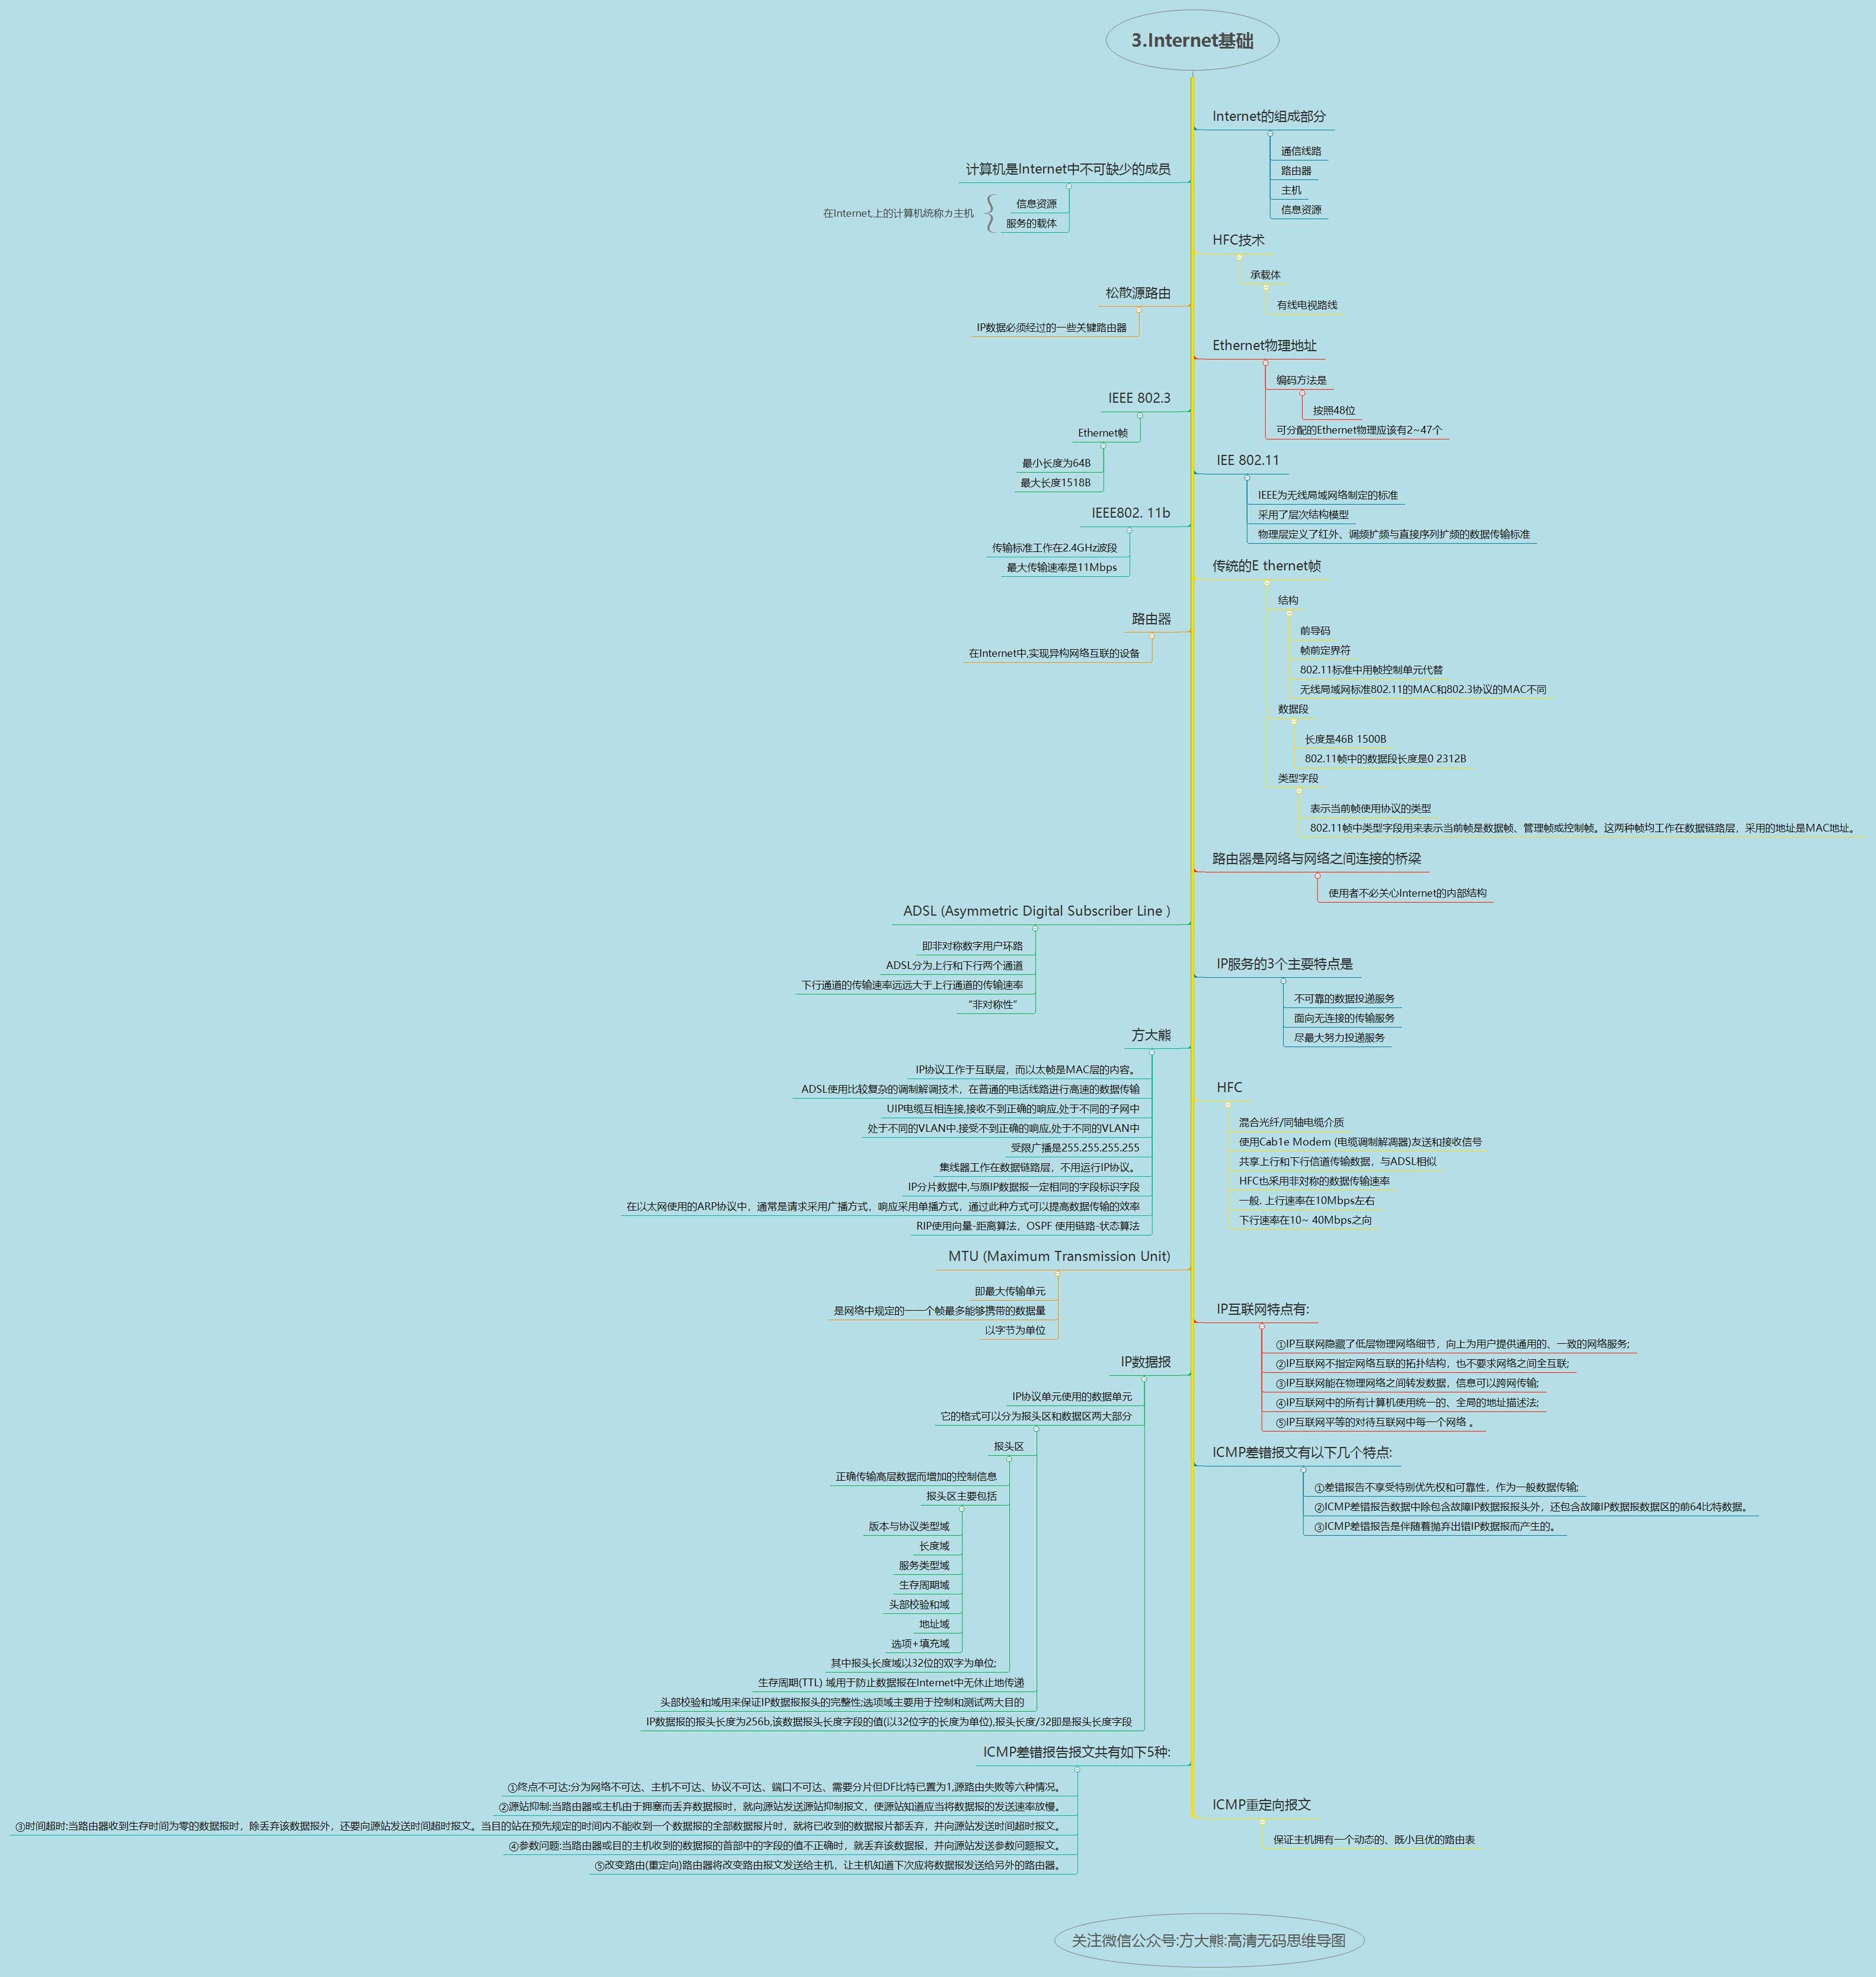 3.Internet基础
Internet的组成部分
通信线路
路由器
主机
信息资源
计算机是Internet中不可缺少的成员
信息资源
服务的载体
在Internet,上的计算机统称カ主机
HFC技术
承载体
有线电视路线
松散源路由
IP数据必须经过的一些关键路由器
Ethernet物理地址
编码方法是
按照48位
可分配的Ethernet物理应该有2~47个
IEEE 802.3
Ethernet帧
最小长度为64B
最大长度1518B
IEE 802.11
IEEE为无线局域网络制定的标准
采用了层次结构模型
物理层定义了红外、调频扩频与直接序列扩频的数据传输标准
IEEE802. 11b
传输标准工作在2.4GHz波段
最大传输速率是11Mbps
传统的E thernet帧
结构
前导码
帧前定界符
802.11标准中用帧控制单元代替
无线局域网标准802.11的MAC和802.3协议的MAC不同
数据段
长度是46B 1500B
802.11帧中的数据段长度是0 2312B
类型字段
表示当前帧使用协议的类型
802.11帧中类型字段用来表示当前帧是数据帧、管理帧或控制帧。这两种帧均工作在数据链路层，采用的地址是MAC地址。
路由器
在Internet中,实现异构网络互联的设备
路由器是网络与网络之间连接的桥梁
使用者不必关心Internet的内部结构
ADSL (Asymmetric Digital Subscriber Line )
即非对称数字用户环路
ADSL分为上行和下行两个通道
下行通道的传输速率远远大于上行通道的传输速率
“非对称性”
IP服务的3个主要特点是
不可靠的数据投递服务
面向无连接的传输服务
尽最大努力投递服务
方大熊
IP协议工作于互联层，而以太帧是MAC层的内容。
ADSL使用比较复杂的调制解调技术，在普通的电话线路进行高速的数据传输
UIP电缆互相连接,接收不到正确的响应,处于不同的子网中
处于不同的VLAN中.接受不到正确的响应,处于不同的VLAN中
受限广播是255.255.255.255
集线器工作在数据链路层，不用运行IP协议。
IP分片数据中,与原IP数据报一定相同的字段标识字段
在以太网使用的ARP协议中，通常是请求采用广播方式，响应采用单播方式，通过此种方式可以提高数据传输的效率
RIP使用向量-距离算法，OSPF 使用链路-状态算法
HFC
混合光纤/同轴电缆介质
使用Cab1e Modem (电缆调制解凋器)友送和接收信号
共享上行和下行信道传输数据，与ADSL相似
HFC也釆用非对称的数据传输速率
一般. 上行速率在10Mbps左右
下行速率在10~ 40Mbps之向
MTU (Maximum Transmission Unit)
即最大传输单元
是网络中规定的一一个帧最多能够携带的数据量
以字节为单位
IP互联网特点有:
①IP互联网隐藏了低层物理网络细节，向上为用户提供通用的、一致的网络服务;
②IP互联网不指定网络互联的拓扑结构，也不要求网络之间全互联;
③IP互联网能在物理网络之间转发数据，信息可以跨网传输;
④IP互联网中的所有计算机使用统一的、全局的地址描述法;
⑤IP互联网平等的对待互联网中每一个网络 。
IP数据报
IP协议单元使用的数据单元
它的格式可以分为报头区和数据区两大部分
报头区
正确传输高层数据而增加的控制信息
报头区主要包括
版本与协议类型域
长度域
服务类型域
生存周期域
头部校验和域
地址域
选项+填充域
其中报头长度域以32位的双字为单位;
生存周期(TTL) 域用于防止数据报在Internet中无休止地传递
头部校验和域用来保证IP数据报报头的完整性;选项域主要用于控制和测试两大目的
IP数据报的报头长度为256b,该数据报头长度字段的值(以32位字的长度为单位),报头长度/32即是报头长度字段
ICMP差错报文有以下几个特点:
①差错报告不享受特别优先权和可靠性，作为一般数据传输;
②ICMP差错报告数据中除包含故障IP数据报报头外，还包含故障IP数据报数据区的前64比特数据。
③ICMP差错报告是伴随着抛弃出错IP数据报而产生的。
ICMP差错报告报文共有如下5种:
①终点不可达:分为网络不可达、主机不可达、协议不可达、端口不可达、需要分片但DF比特已置为1,源路由失败等六种情况。
②源站抑制:当路由器或主机由于拥塞而丢弃数据报时，就向源站发送源站抑制报文，使源站知道应当将数据报的发送速率放慢。
③时间超时:当路由器收到生存时间为零的数据报时，除丢弃该数据报外，还要向源站发送时间超时报文。当目的站在预先规定的时间内不能收到一个数据报的全部数据报片时，就将已收到的数据报片都丢弃，并向源站发送时间超时报文。
④参数问题:当路由器或目的主机收到的数据报的首部中的字段的值不正确时，就丢弃该数据报，并向源站发送参数问题报文。
⑤改变路由(重定向)路由器将改变路由报文发送给主机，让主机知道下次应将数据报发送给另外的路由器。
ICMP重定向报文
保证主机拥有一个动态的、既小且优的路由表
关注微信公众号:方大熊:高清无码思维导图